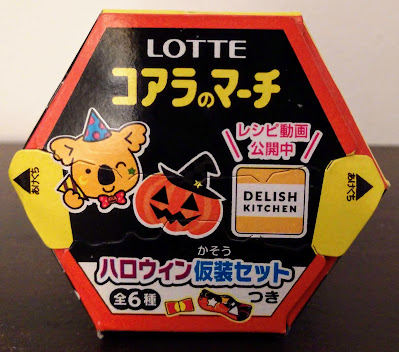 LOTTE
コアラのマーチ
レシピ動画
公開中
あけくち
あけくち
DELISH
KITCHEN
かそう
ハロウィン仮装セット
全6種
つき